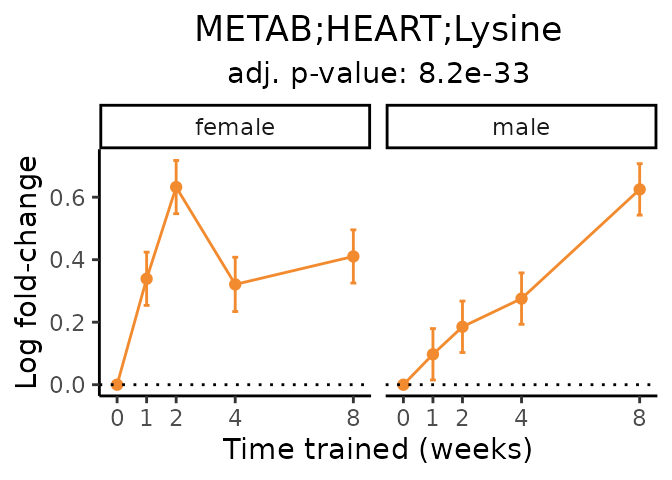 METAB;HEART;Lysine
adj. p-value: 8.2e-33
female male
Log fold-change
0.6
0.4
0.2
0.0
0 1 2 4 8 0 1 2 4 8
Time trained (weeks)